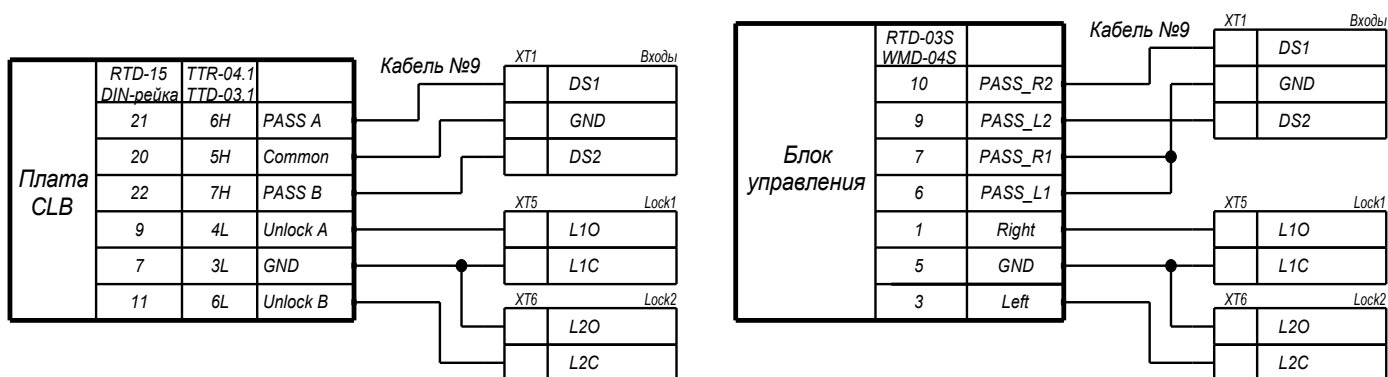 Кабель №9
XT1 Входы
RTD-15 TTR-04.1
DIN-рейка TTD-03.1
DS1
21 6H PASS A
GND
20 5H Common
DS2
22 7H PASS B
Плата
CLB
XT5 Lock1
9 4L Unlock A
L1O
7 3L GND
L1C
11 6L Unlock B
XT6 Lock2
L2O
L2C
Кабель №9
XT1 Входы
RTD-03S
WMD-04S
DS1
10 PASS_R2
GND
9 PASS_L2
DS2
7 PASS_R1
Блок
управления
6 PASS_L1
XT5 Lock1
1 Right
L1O
5 GND
L1C
3 Left
XT6 Lock2
L2O
L2C